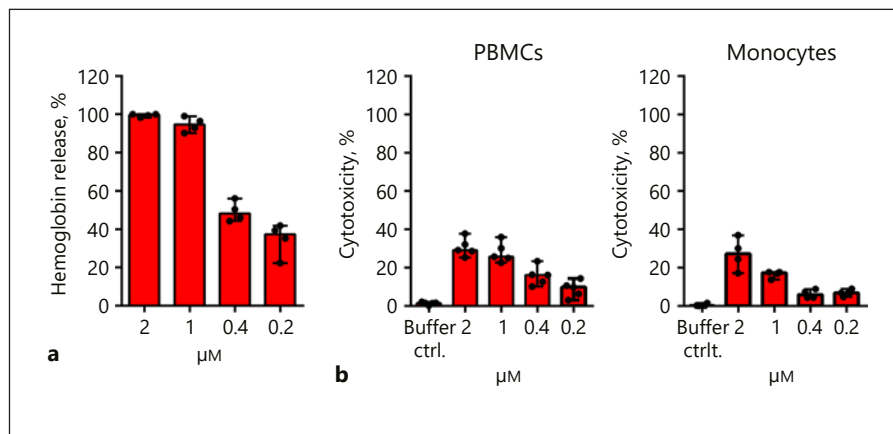 Hemoglobin release, %
120
100
80
60
40
20
0
2 1 0.4 0.2
µM
a
PBMCs
Cytotoxicity, %
120
100
80
60
40
20
0
Buffer 2 1 0.4 0.2
ctrl.
µM
b
Monocytes
Cytotoxicity, %
120
100
80
60
40
20
0
Buffer 2 1 0.4 0.2
ctrlt.
µM